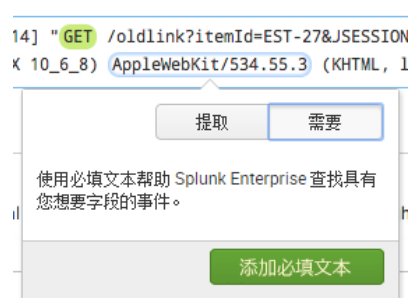 14] "GET /oldlink?itemId=EST-27&JSESSION
X 10_6_8) AppleWebKit/534.55.3) (KHTML, l
提取 需要
使用必填文本帮助 Splunk Enterprise 查找具有
您想要字段的事件。
添加必填文本